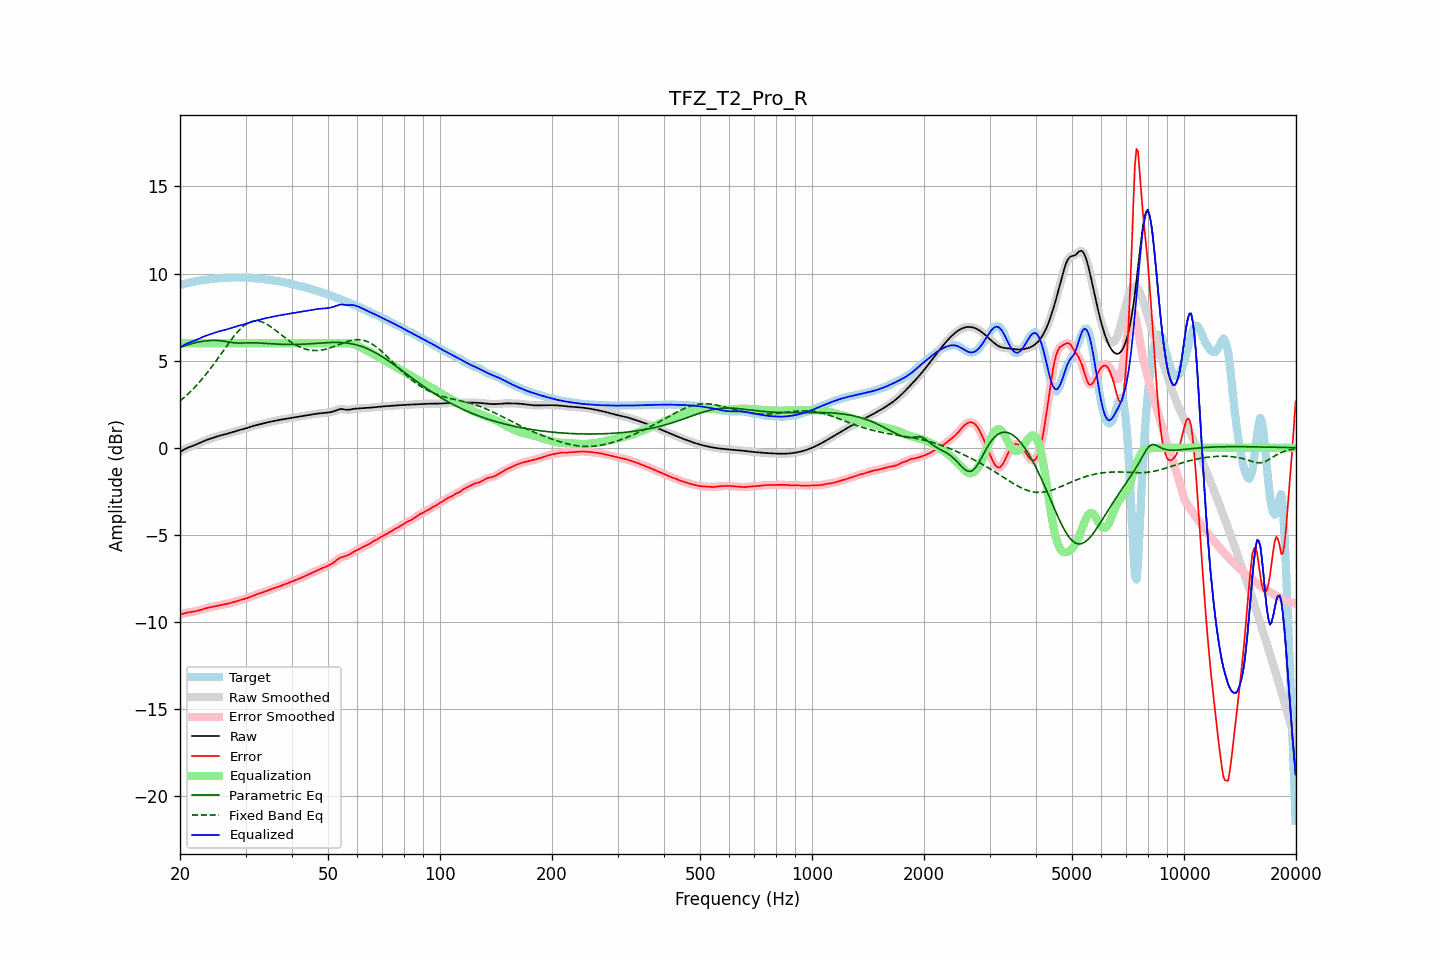 TFZ_T2_Pro_R
Amplitude (dBr)
15
10
5
0
−5
−10
−15
−20
Target
Raw Smoothed
Error Smoothed
Raw
Error
Equalization
Parametric Eq
Fixed Band Eq
Equalized
20 50 100 200 500 1000 2000 5000 10000 20000
Frequency (Hz)